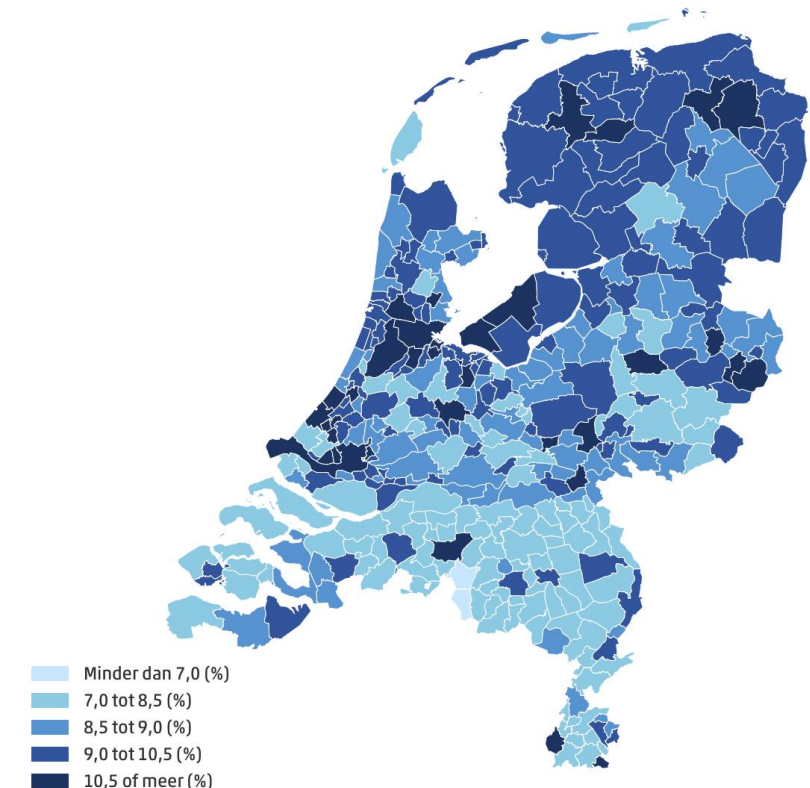 Minder dan 7,0 (%)
7,0 tot 8,5 (%)
8,5 tot 9,0 (%)
9,0 tot 10,5 (%)
10,5 of meer (%)